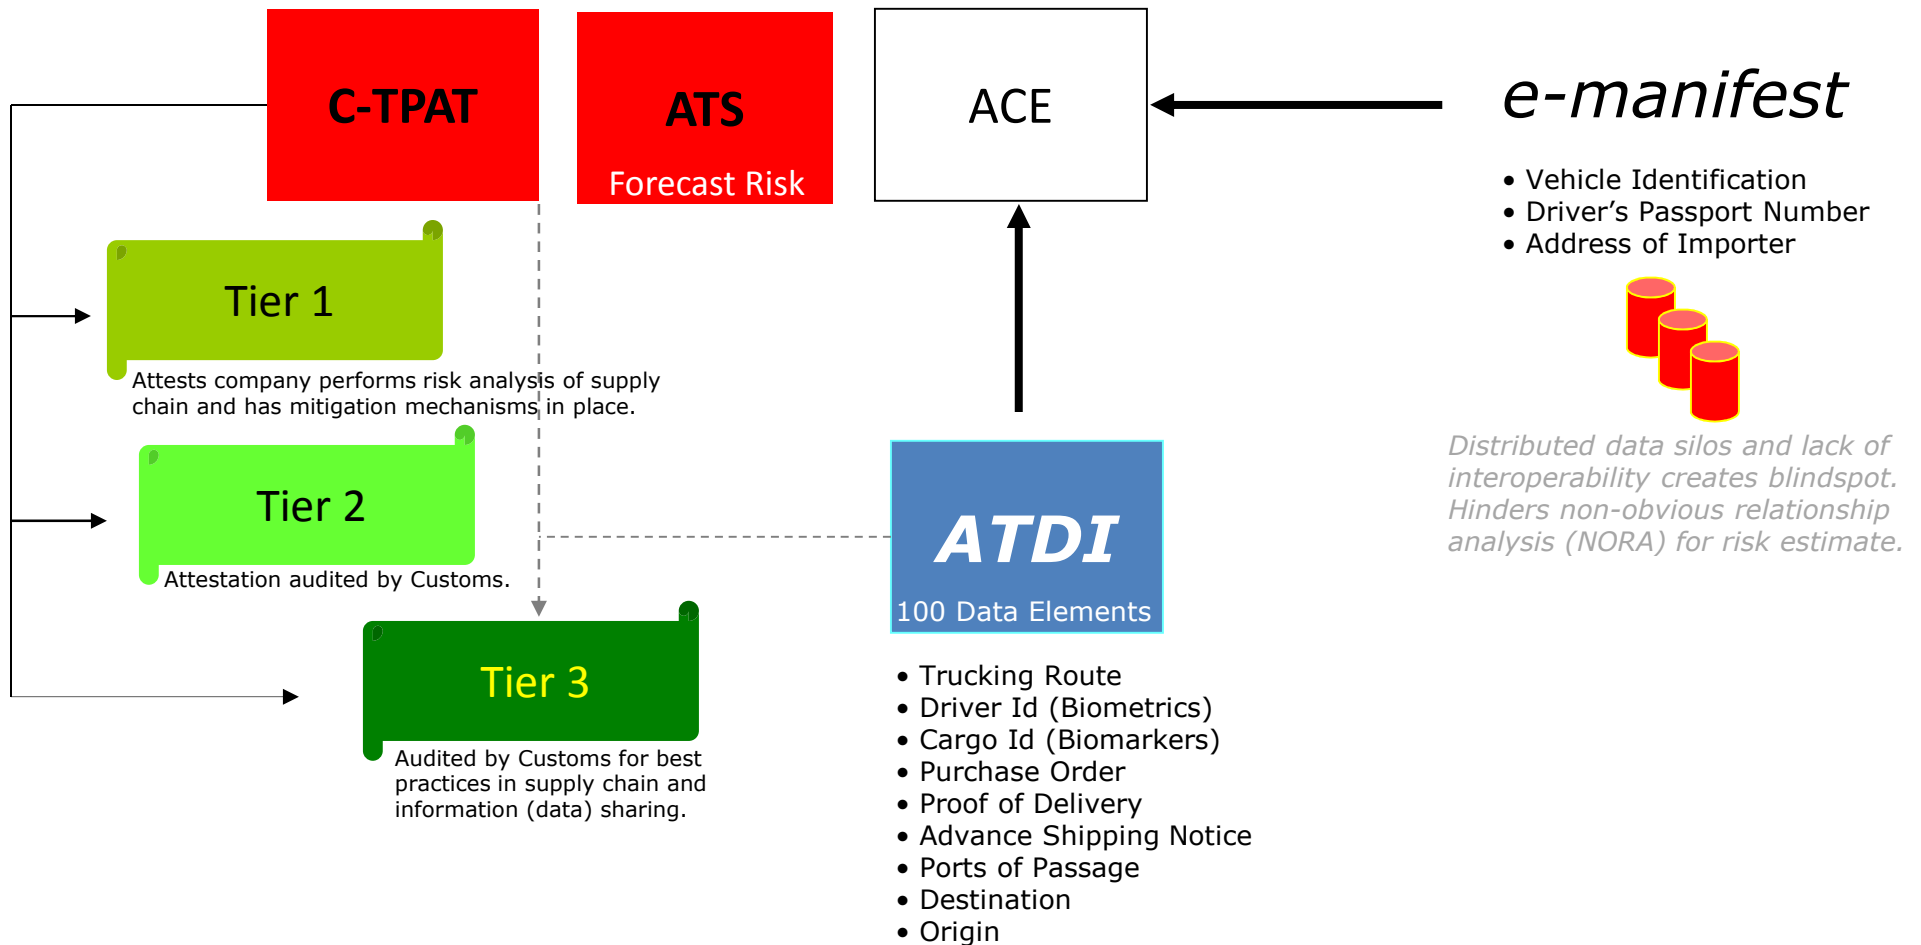 C-TPAT
ATS
Forecast Risk
ACE
e-manifest
• Vehicle Identification
• Driver’s Passport Number
• Address of Importer
Tier 1
Attests company performs risk analysis of supply
chain and has mitigation mechanisms in place.
Tier 2
Attestation audited by Customs.
Tier 3
Audited by Customs for best
practices in supply chain and
information (data) sharing.
Distributed data silos and lack of
interoperability creates blindspot.
Hinders non-obvious relationship
analysis (NORA) for risk estimate.
ATDI
100 Data Elements
• Trucking Route
• Driver Id (Biometrics)
• Cargo Id (Biomarkers)
• Purchase Order
• Proof of Delivery
• Advance Shipping Notice
• Ports of Passage
• Destination
• Origin